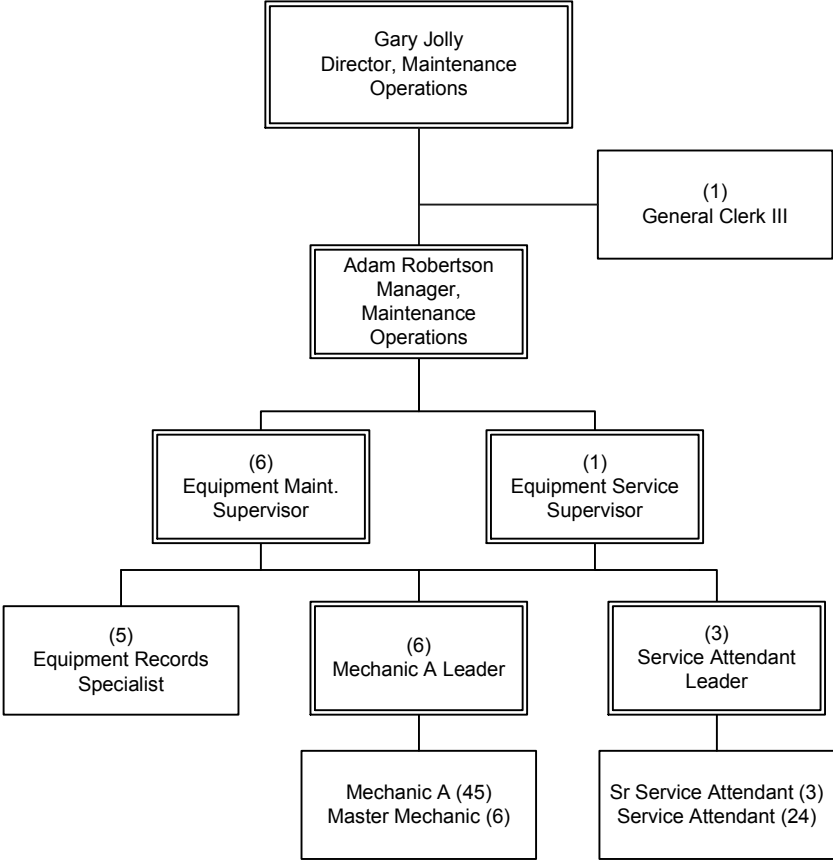 Gary Jolly
Director, Maintenance
Operations
(1)
General Clerk III
Adam Robertson
Manager,
Maintenance
Operations
(6)
Equipment Maint.
Supervisor
(1)
Equipment Service
Supervisor
(5)
Equipment Records
Specialist
(6)
Mechanic A Leader
(3)
Service Attendant
Leader
Mechanic A (45)
Master Mechanic (6)
Sr Service Attendant (3)
Service Attendant (24)